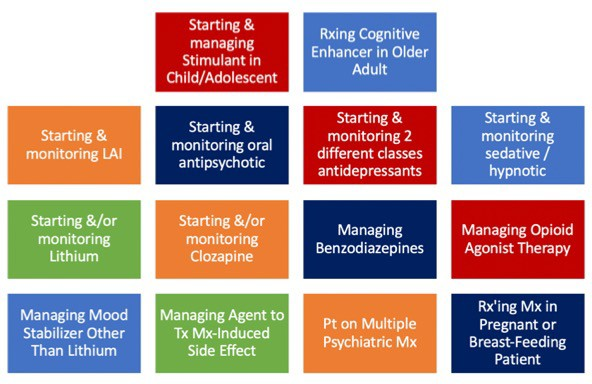 Starting &
managing
Stimulant in
Child/Adolescent
Rxing Cognitive
Enhancer in Older
Adult
Starting &
monitoring LAI
Starting &
monitoring oral
antipsychotic
Starting &
monitoring 2
different classes
antidepressants
Starting &
monitoring
sedative /
hypnotic
Starting &/or
monitoring
Lithium
Starting &/or
monitoring
Clozapine
Managing
Benzodiazepines
Managing Opioid
Agonist Therapy
Managing Mood
Stabilizer Other
Than Lithium
Managing Agent to
Tx Mx-Induced
Side Effect
Pt on Multiple
Psychiatric Mx
Rx'ing Mx in
Pregnant or
Breast-Feeding
Patient